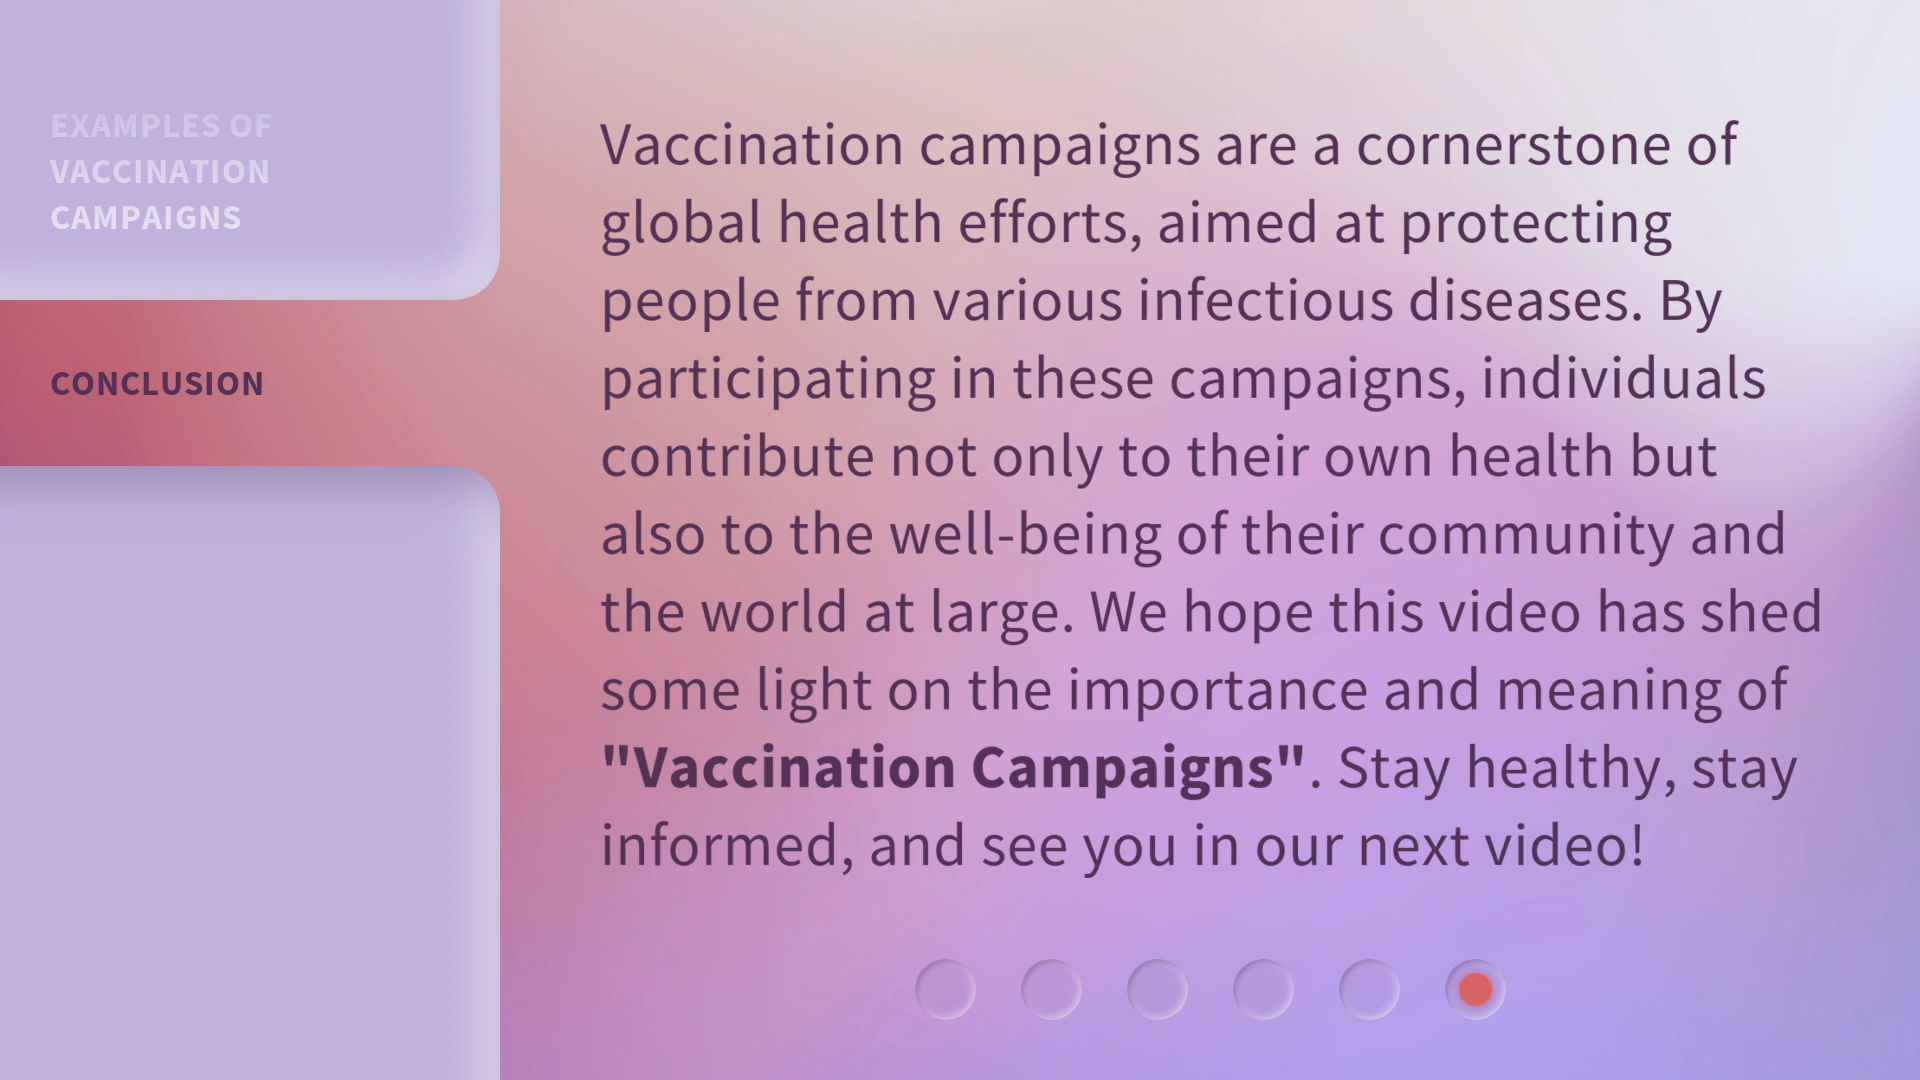 EXAMPLES OF
VACCINATION
CAMPAIGNS
CONCLUSION
Vaccination campaigns are a cornerstone of
global health efforts, aimed at protecting
people from various infectious diseases. By
participating in these campaigns, individuals
contribute not only to their own health but
also to the well-being of their community and
the world at large. We hope this video has shed
some light on the importance and meaning of
"Vaccination Campaigns". Stay healthy, stay
informed, and see you in our next video!